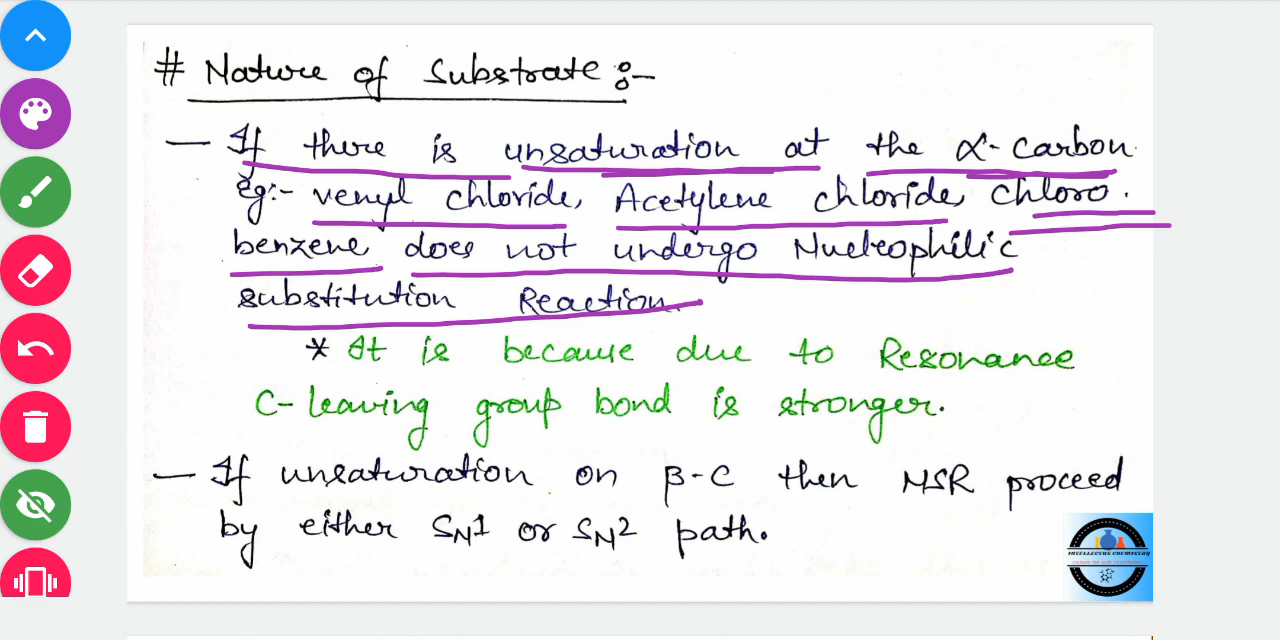 # Nature of Substrate :-
— If there is unsaturation at the α-carbon.
Eg:- venyl chloride, Acetylene chloride, chloro.
benzene does not undergo Nucleophilic
substitution Reaction.
* It is because due to Resonance
C-leaving group bond is stronger.
— If unsaturation on β-C then NSR proceed
by either SN1 or SN2 path.
INTELLECTUS CHEMISTRY